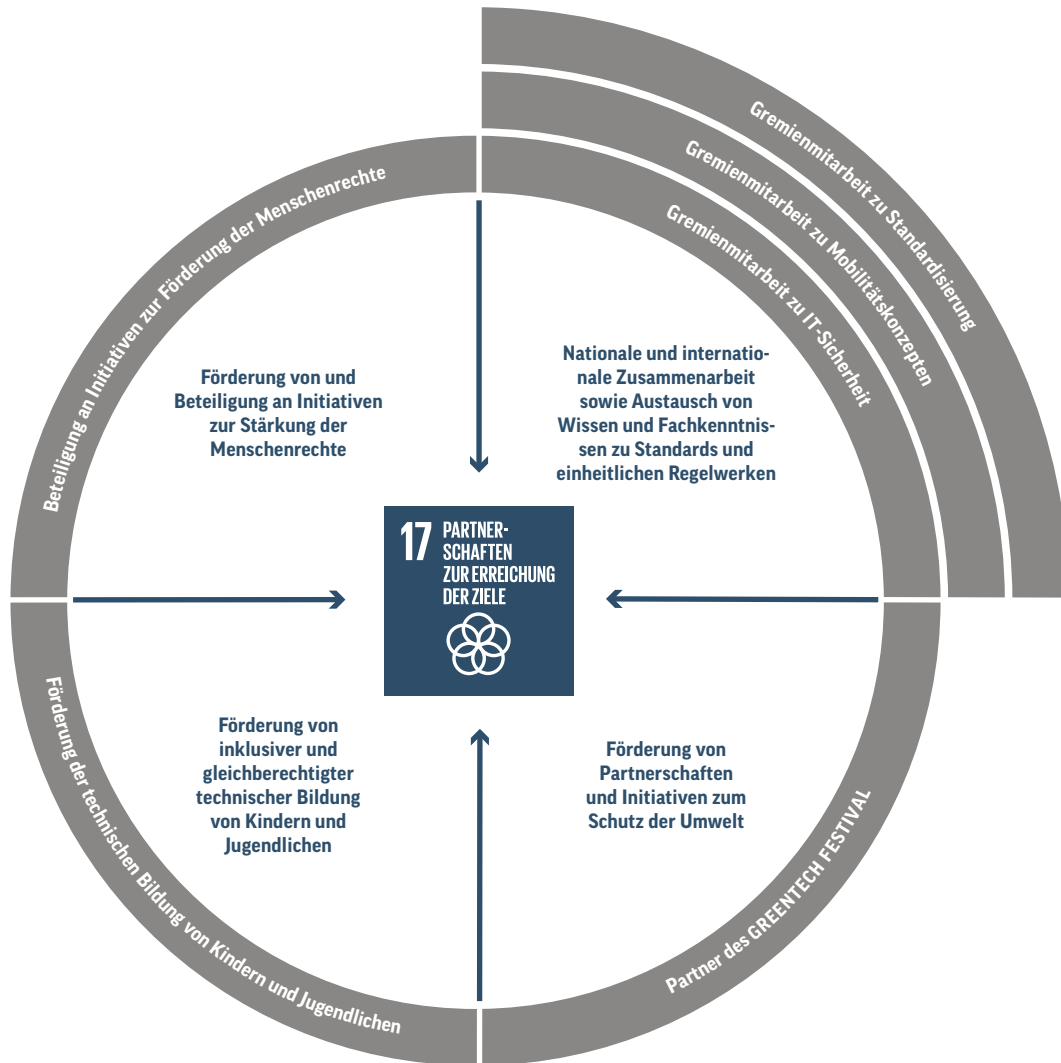 Gremienmitarbeit zu Standardisierung
Gremienmitarbeit zu Mobilitätskonzepten
Gremienmitarbeit zu IT-Sicherheit
Beteiligung an Initiativen zur Förderung der Menschenrechte
Förderung von und
Beteiligung an Initiativen
zur Stärkung der
Menschenrechte
Nationale und internatio-
nale Zusammenarbeit
sowie Austausch von
Wissen und Fachkenntnis-
sen zu Standards und
einheitlichen Regelwerken
17 PARTNER-
SCHAFTEN
ZUR ERREICHUNG
DER ZIELE
Förderung von
inklusiver und
gleichberechtigter
technischer Bildung
von Kindern und
Jugendlichen
Förderung von
Partnerschaften
und Initiativen zum
Schutz der Umwelt
Förderung der technischen Bildung von Kindern und Jugendlichen
Partner des GREENTECH FESTIVAL